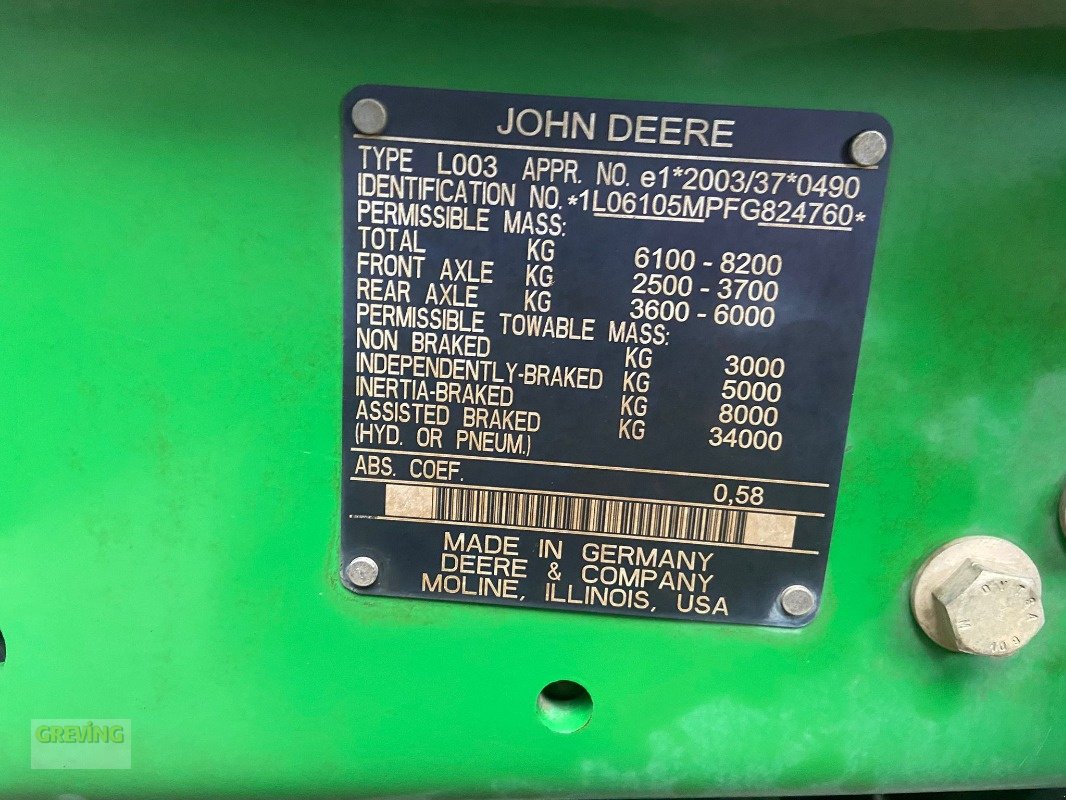 JOHN DEERE
TYPE L003 APPR. NO. e1*2003/37*0490
IDENTIFICATION NO. *1L06105MPFG824760*
PERMISSIBLE MASS:
TOTAL KG 6100 - 8200
FRONT AXLE KG 2500 - 3700
REAR AXLE KG 3600 - 6000
PERMISSIBLE TOWABLE MASS:
NON BRAKED KG 3000
INDEPENDENTLY-BRAKED KG 5000
INERTIA-BRAKED KG 8000
ASSISTED BRAKED KG 34000
(HYD. OR PNEUM.)
ABS. COEF. 0,58
MADE IN GERMANY
DEERE & COMPANY
MOLINE, ILLINOIS, USA
GREVING